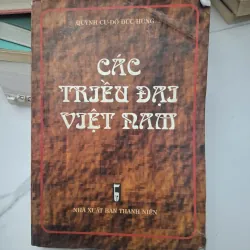 QUỲNH CƯ-ĐỖ ĐỨC HÙNG
CÁC
TRIỀU ĐẠI
VIỆT NAM
NHÀ XUẤT BẢN THANH NIÊN